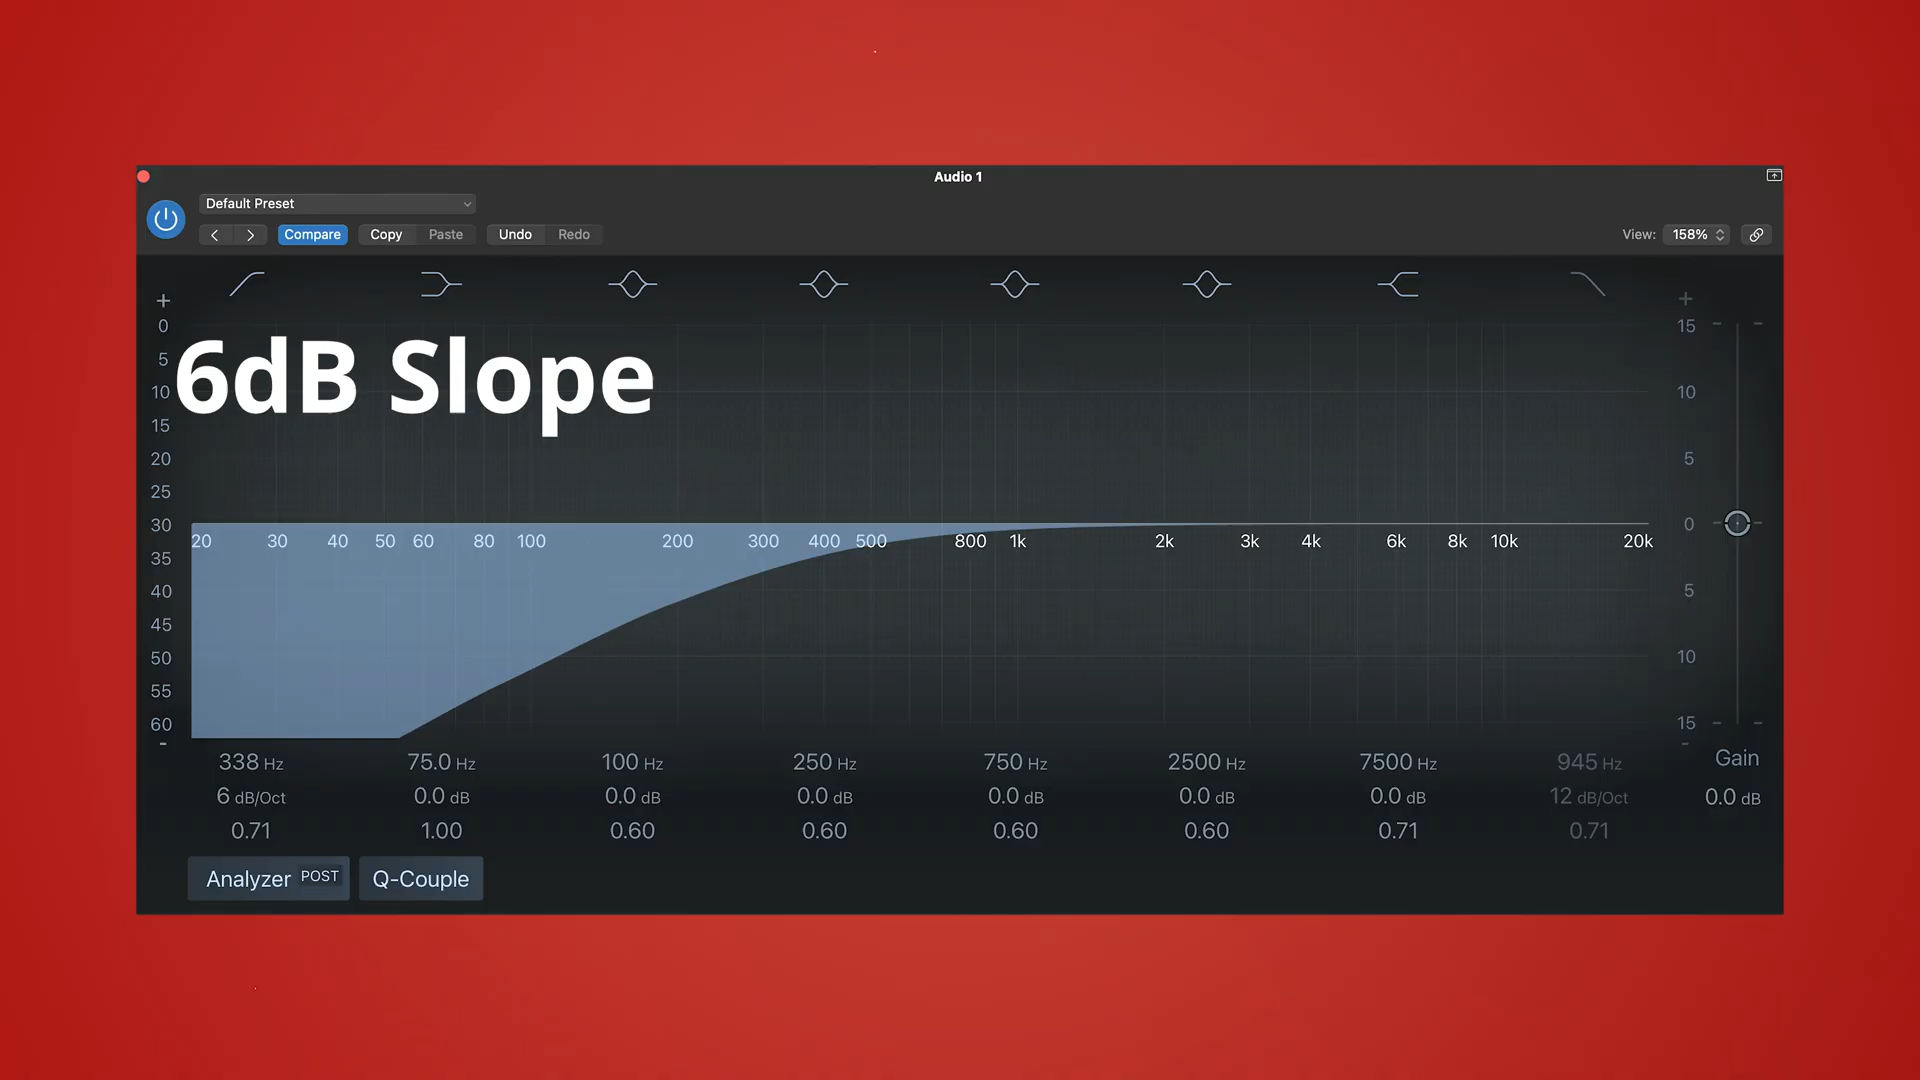 Audio 1
Default Preset
Compare Copy Paste Undo Redo
View: 158%
+ +
0 15
6dB Slope
5
10 10
15
20 5
25
30 0
20 30 40 50 60 80 100 200 300 400 500 800 1k 2k 3k 4k 6k 8k 10k 20k
35
40 5
45
50 10
55
60 15
- -
338 Hz 75.0 Hz 100 Hz 250 Hz 750 Hz 2500 Hz 7500 Hz 945 Hz Gain
6 dB/Oct 0.0 dB 0.0 dB 0.0 dB 0.0 dB 0.0 dB 0.0 dB 12 dB/Oct 0.0 dB
0.71 1.00 0.60 0.60 0.60 0.60 0.71 0.71
Analyzer POST Q-Couple